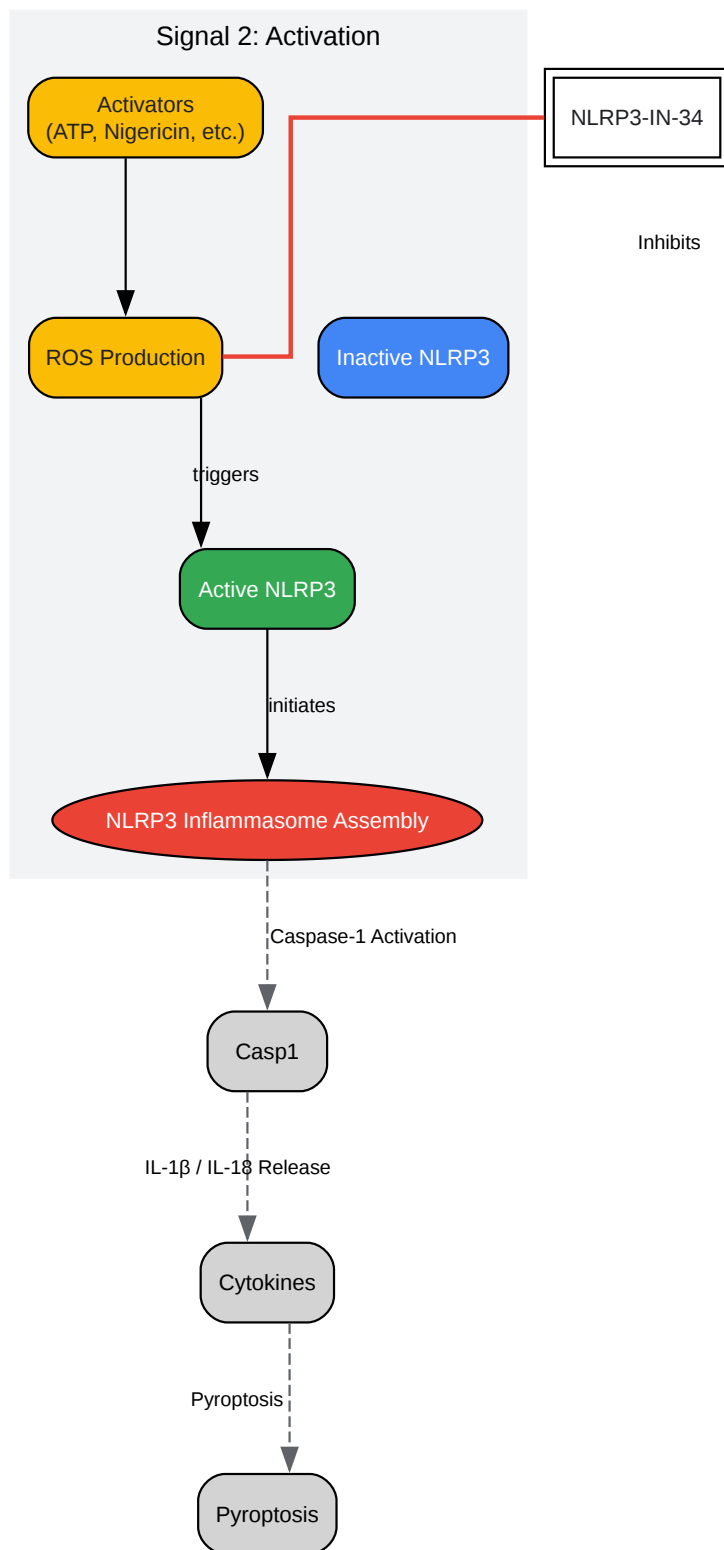 Signal 2: Activation
Activators
(ATP, Nigericin, etc.)
NLRP3-IN-34
Inhibits
ROS Production
Inactive NLRP3
triggers
Active NLRP3
initiates
NLRP3 Inflammasome Assembly
Caspase-1 Activation
Casp1
IL-1β / IL-18 Release
Cytokines
Pyroptosis
Pyroptosis